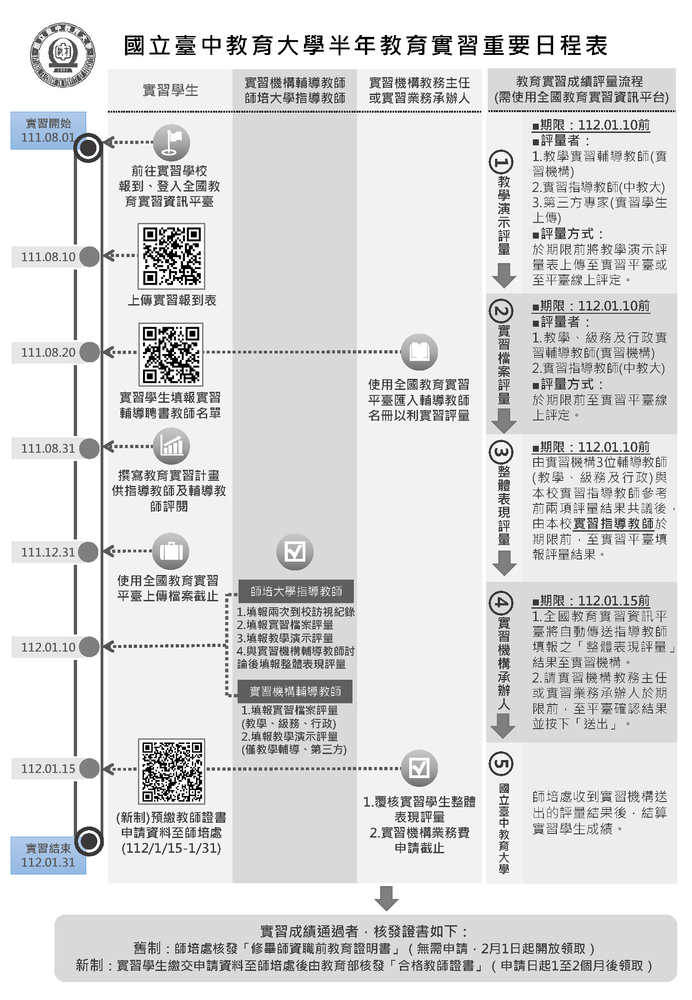 國立臺中教育大學
NATIONAL TAICHUNG UNIVERSITY OF EDUCATION
教育
1899
國立臺中教育大學半年教育實習重要日程表
實習學生
實習機構輔導教師
師培大學指導教師
實習機構教務主任
或實習業務承辦人
實習開始
111.08.01
前往實習學校
報到、登入全國教
育實習資訊平臺
111.08.10
上傳實習報到表
111.08.20
實習學生填報實習
輔導聘書教師名單
使用全國教育實習
平臺匯入輔導教師
名冊以利實習評量
111.08.31
撰寫教育實習計畫
供指導教師及輔導教
師評閱
111.12.31
使用全國教育實習
平臺上傳檔案截止
112.01.10
師培大學指導教師
1.填報兩次到校訪視紀錄
2.填報實習檔案評量
3.填報教學演示評量
4.與實習機構輔導教師討
論後填報整體表現評量
實習機構輔導教師
1.填報實習檔案評量
(教學、級務、行政)
2.填報教學演示評量
(僅教學輔導、第三方)
112.01.15
(新制)預繳教師證書
申請資料至師培處
(112/1/15-1/31)
1.覆核實習學生整體
表現評量
2.實習機構業務費
申請截止
實習結束
112.01.31
教育實習成績評量流程
(需使用全國教育實習資訊平台)
1教學演示評量
■期限：112.01.10前
■評量者：
1.教學實習輔導教師(實
習機構)
2.實習指導教師(中教大)
3.第三方專家(實習學生
上傳)
■評量方式：
於期限前將教學演示評
量表上傳至實習平臺或
至平臺線上評定。
2實習檔案評量
■期限：112.01.10前
■評量者：
1.教學、級務及行政實
習輔導教師(實習機構)
2.實習指導教師(中教大)
■評量方式：
於期限前至實習平臺線
上評定。
3整體表現評量
■期限：112.01.10前
由實習機構3位輔導教師
(教學、級務及行政)與
本校實習指導教師參考
前兩項評量結果共議後，
由本校實習指導教師於
期限前，至實習平臺填
報評量結果。
4實習機構承辦人
■期限：112.01.15前
1.全國教育實習資訊平
臺將自動傳送指導教師
填報之「整體表現評量」
結果至實習機構。
2.請實習機構教務主任
或實習業務承辦人於期
限前，至平臺確認結果
並按下「送出」。
5國立臺中教育大學
師培處收到實習機構送
出的評量結果後，結算
實習學生成績。
實習成績通過者，核發證書如下：
舊制：師培處核發「修畢師資職前教育證明書」（無需申請，2月1日起開放領取）
新制：實習學生繳交申請資料至師培處後由教育部核發「合格教師證書」（申請日起1至2個月後領取）